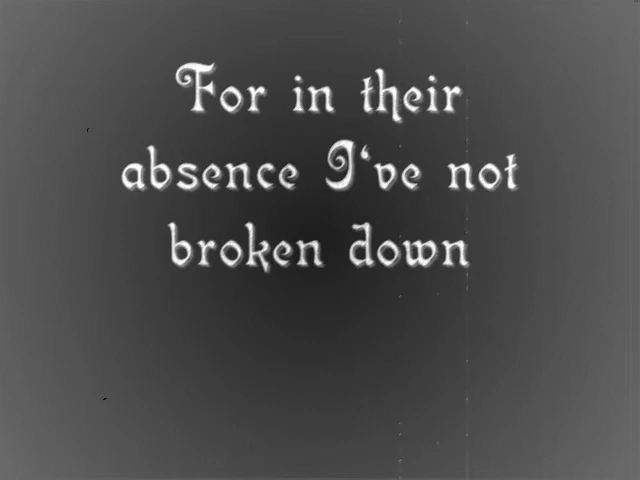 For in their
absence I've not
broken down